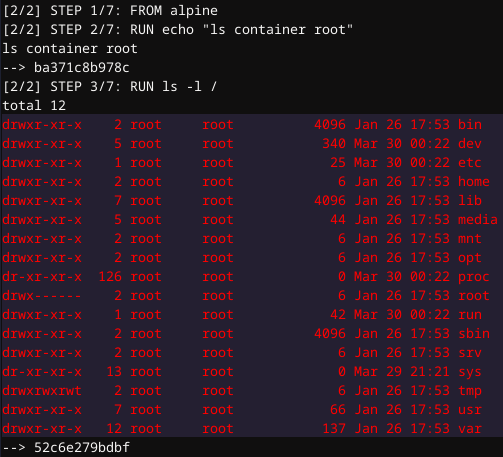 [2/2] STEP 1/7: FROM alpine
[2/2] STEP 2/7: RUN echo "ls container root"
ls container root
--> ba371c8b978c
[2/2] STEP 3/7: RUN ls -l /
total 12
drwxr-xr-x    2 root     root          4096 Jan 26 17:53 bin
drwxr-xr-x    5 root     root           340 Mar 30 00:22 dev
drwxr-xr-x    1 root     root            25 Mar 30 00:22 etc
drwxr-xr-x    2 root     root             6 Jan 26 17:53 home
drwxr-xr-x    7 root     root          4096 Jan 26 17:53 lib
drwxr-xr-x    5 root     root            44 Jan 26 17:53 media
drwxr-xr-x    2 root     root             6 Jan 26 17:53 mnt
drwxr-xr-x    2 root     root             6 Jan 26 17:53 opt
dr-xr-xr-x  126 root     root             0 Mar 30 00:22 proc
drwx------    2 root     root             6 Jan 26 17:53 root
drwxr-xr-x    1 root     root            42 Mar 30 00:22 run
drwxr-xr-x    2 root     root          4096 Jan 26 17:53 sbin
drwxr-xr-x    2 root     root             6 Jan 26 17:53 srv
dr-xr-xr-x   13 root     root             0 Mar 29 21:21 sys
drwxrwxrwt    2 root     root             6 Jan 26 17:53 tmp
drwxr-xr-x    7 root     root            66 Jan 26 17:53 usr
drwxr-xr-x   12 root     root           137 Jan 26 17:53 var
--> 52c6e279bdbf